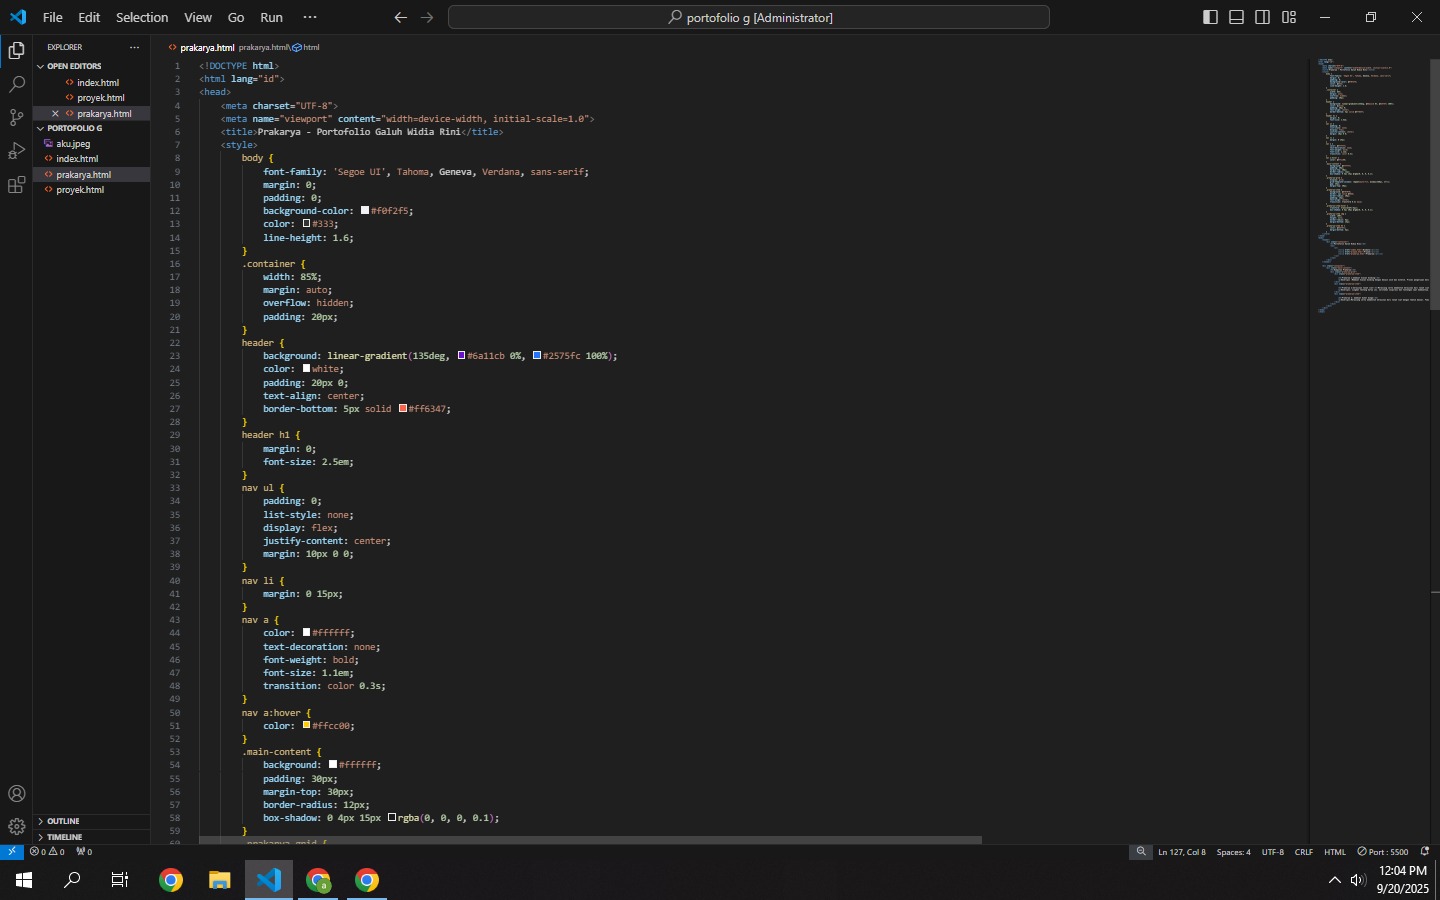 File Edit Selection View Go Run ···
portofolio g [Administrator]
EXPLORER ···
OPEN EDITORS
index.html
proyek.html
prakarya.html
PORTOFOLIO G
aku.jpeg
index.html
prakarya.html
proyek.html
OUTLINE
TIMELINE
prakarya.html prakarya.html\ html
1 <!DOCTYPE html>
2 <html lang="id">
3 <head>
4 <meta charset="UTF-8">
5 <meta name="viewport" content="width=device-width, initial-scale=1.0">
6 <title>Prakarya - Portofolio Galuh Widia Rini</title>
7 <style>
8 body {
9 font-family: 'Segoe UI', Tahoma, Geneva, Verdana, sans-serif;
10 margin: 0;
11 padding: 0;
12 background-color: #f0f2f5;
13 color: #333;
14 line-height: 1.6;
15 }
16 .container {
17 width: 85%;
18 margin: auto;
19 overflow: hidden;
20 padding: 20px;
21 }
22 header {
23 background: linear-gradient(135deg, #6a11cb 0%, #2575fc 100%);
24 color: white;
25 padding: 20px 0;
26 text-align: center;
27 border-bottom: 5px solid #ff6347;
28 }
29 header h1 {
30 margin: 0;
31 font-size: 2.5em;
32 }
33 nav ul {
34 padding: 0;
35 list-style: none;
36 display: flex;
37 justify-content: center;
38 margin: 10px 0 0;
39 }
40 nav li {
41 margin: 0 15px;
42 }
43 nav a {
44 color: #ffffff;
45 text-decoration: none;
46 font-weight: bold;
47 font-size: 1.1em;
48 transition: color 0.3s;
49 }
50 nav a:hover {
51 color: #ffcc00;
52 }
53 .main-content {
54 background: #ffffff;
55 padding: 30px;
56 margin-top: 30px;
57 border-radius: 12px;
58 box-shadow: 0 4px 15px rgba(0, 0, 0, 0.1);
59 }
60 .prakarya-grid {
0 0 0 Ln 127, Col 8 Spaces: 4 UTF-8 CRLF HTML Port : 5500
12:04 PM
9/20/2025